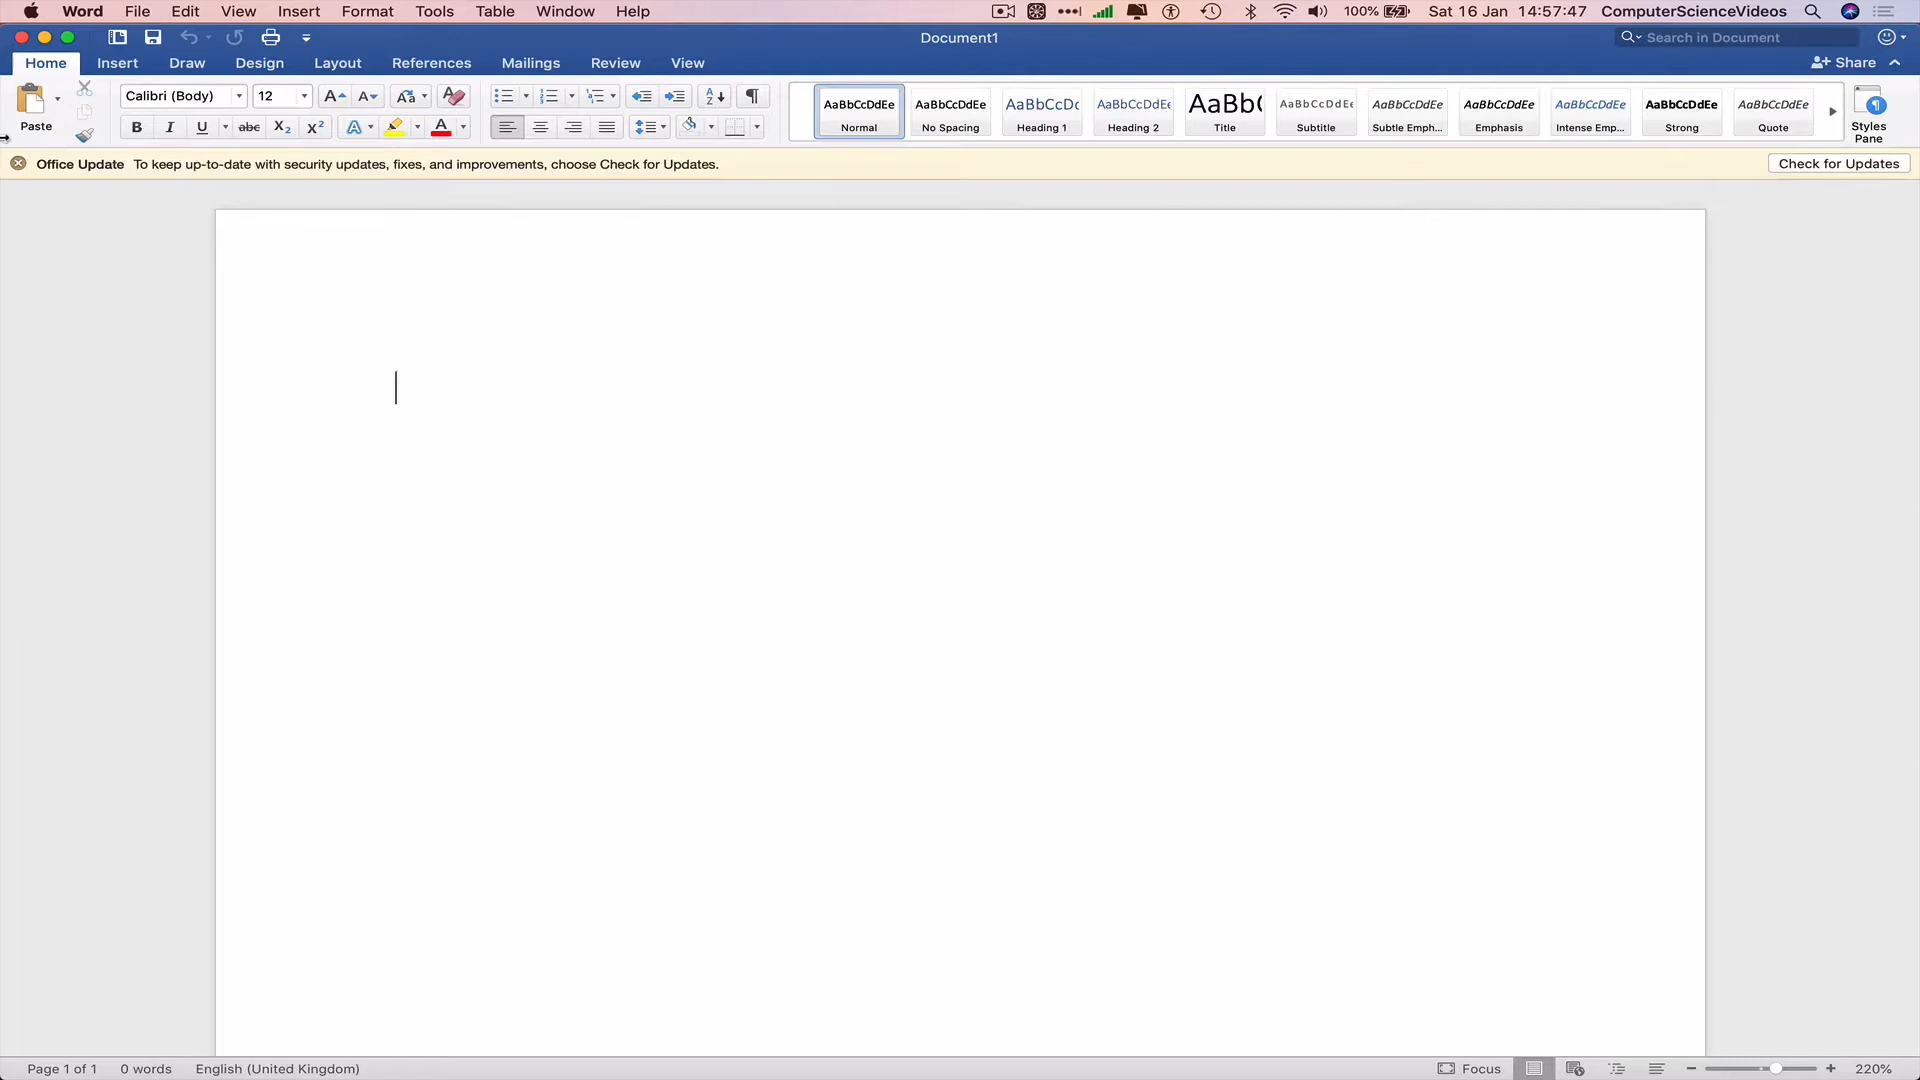 Word File Edit View Insert Format Tools Table Window Help 100% Sat 16 Jan 14:57:47 ComputerScienceVideos
Document1 Search in Document
Home Insert Draw Design Layout References Mailings Review View Share
Paste Calibri (Body) 12 A A Aa A Z
B I U abc X2 X2 A A
AaBbCcDdEe AaBbCcDdEe AaBbCcDc AaBbCcDdEe AaBb( AaBbCcDdEe AaBbCcDdEe AaBbCcDdEe AaBbCcDdEe AaBbCcDdEe AaBbCcDdEe
Normal No Spacing Heading 1 Heading 2 Title Subtitle Subtle Emph... Emphasis Intense Emp... Strong Quote
Styles
Pane
Office Update To keep up-to-date with security updates, fixes, and improvements, choose Check for Updates. Check for Updates
Page 1 of 1 0 words English (United Kingdom) Focus 220%